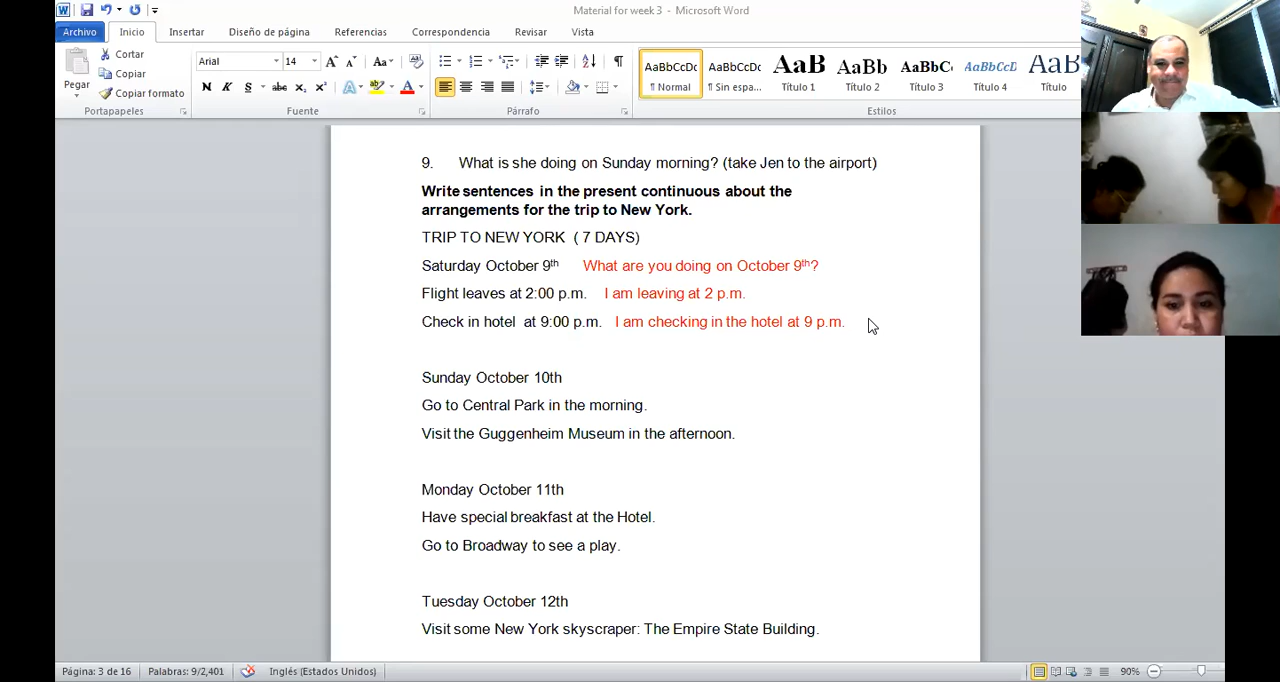 Material for week 3 - Microsoft Word
Archivo Inicio Insertar Diseño de página Referencias Correspondencia Revisar Vista
Cortar
Copiar
Copiar formato
Pegar
Arial 14
N K S abc x₂ x² A A Aa
AaBbCcDc AaBbCcDc AaB AaBb AaBbC AaBbCcD AaB
¶ Normal ¶ Sin espa... Título 1 Título 2 Título 3 Título 4 Título
Portapapeles Fuente Párrafo Estilos
9. What is she doing on Sunday morning? (take Jen to the airport)
Write sentences in the present continuous about the
arrangements for the trip to New York.
TRIP TO NEW YORK ( 7 DAYS)
Saturday October 9th What are you doing on October 9th?
Flight leaves at 2:00 p.m. I am leaving at 2 p.m.
Check in hotel at 9:00 p.m. I am checking in the hotel at 9 p.m.
Sunday October 10th
Go to Central Park in the morning.
Visit the Guggenheim Museum in the afternoon.
Monday October 11th
Have special breakfast at the Hotel.
Go to Broadway to see a play.
Tuesday October 12th
Visit some New York skyscraper: The Empire State Building.
Página: 3 de 16 Palabras: 9/2,401 Inglés (Estados Unidos) 90%